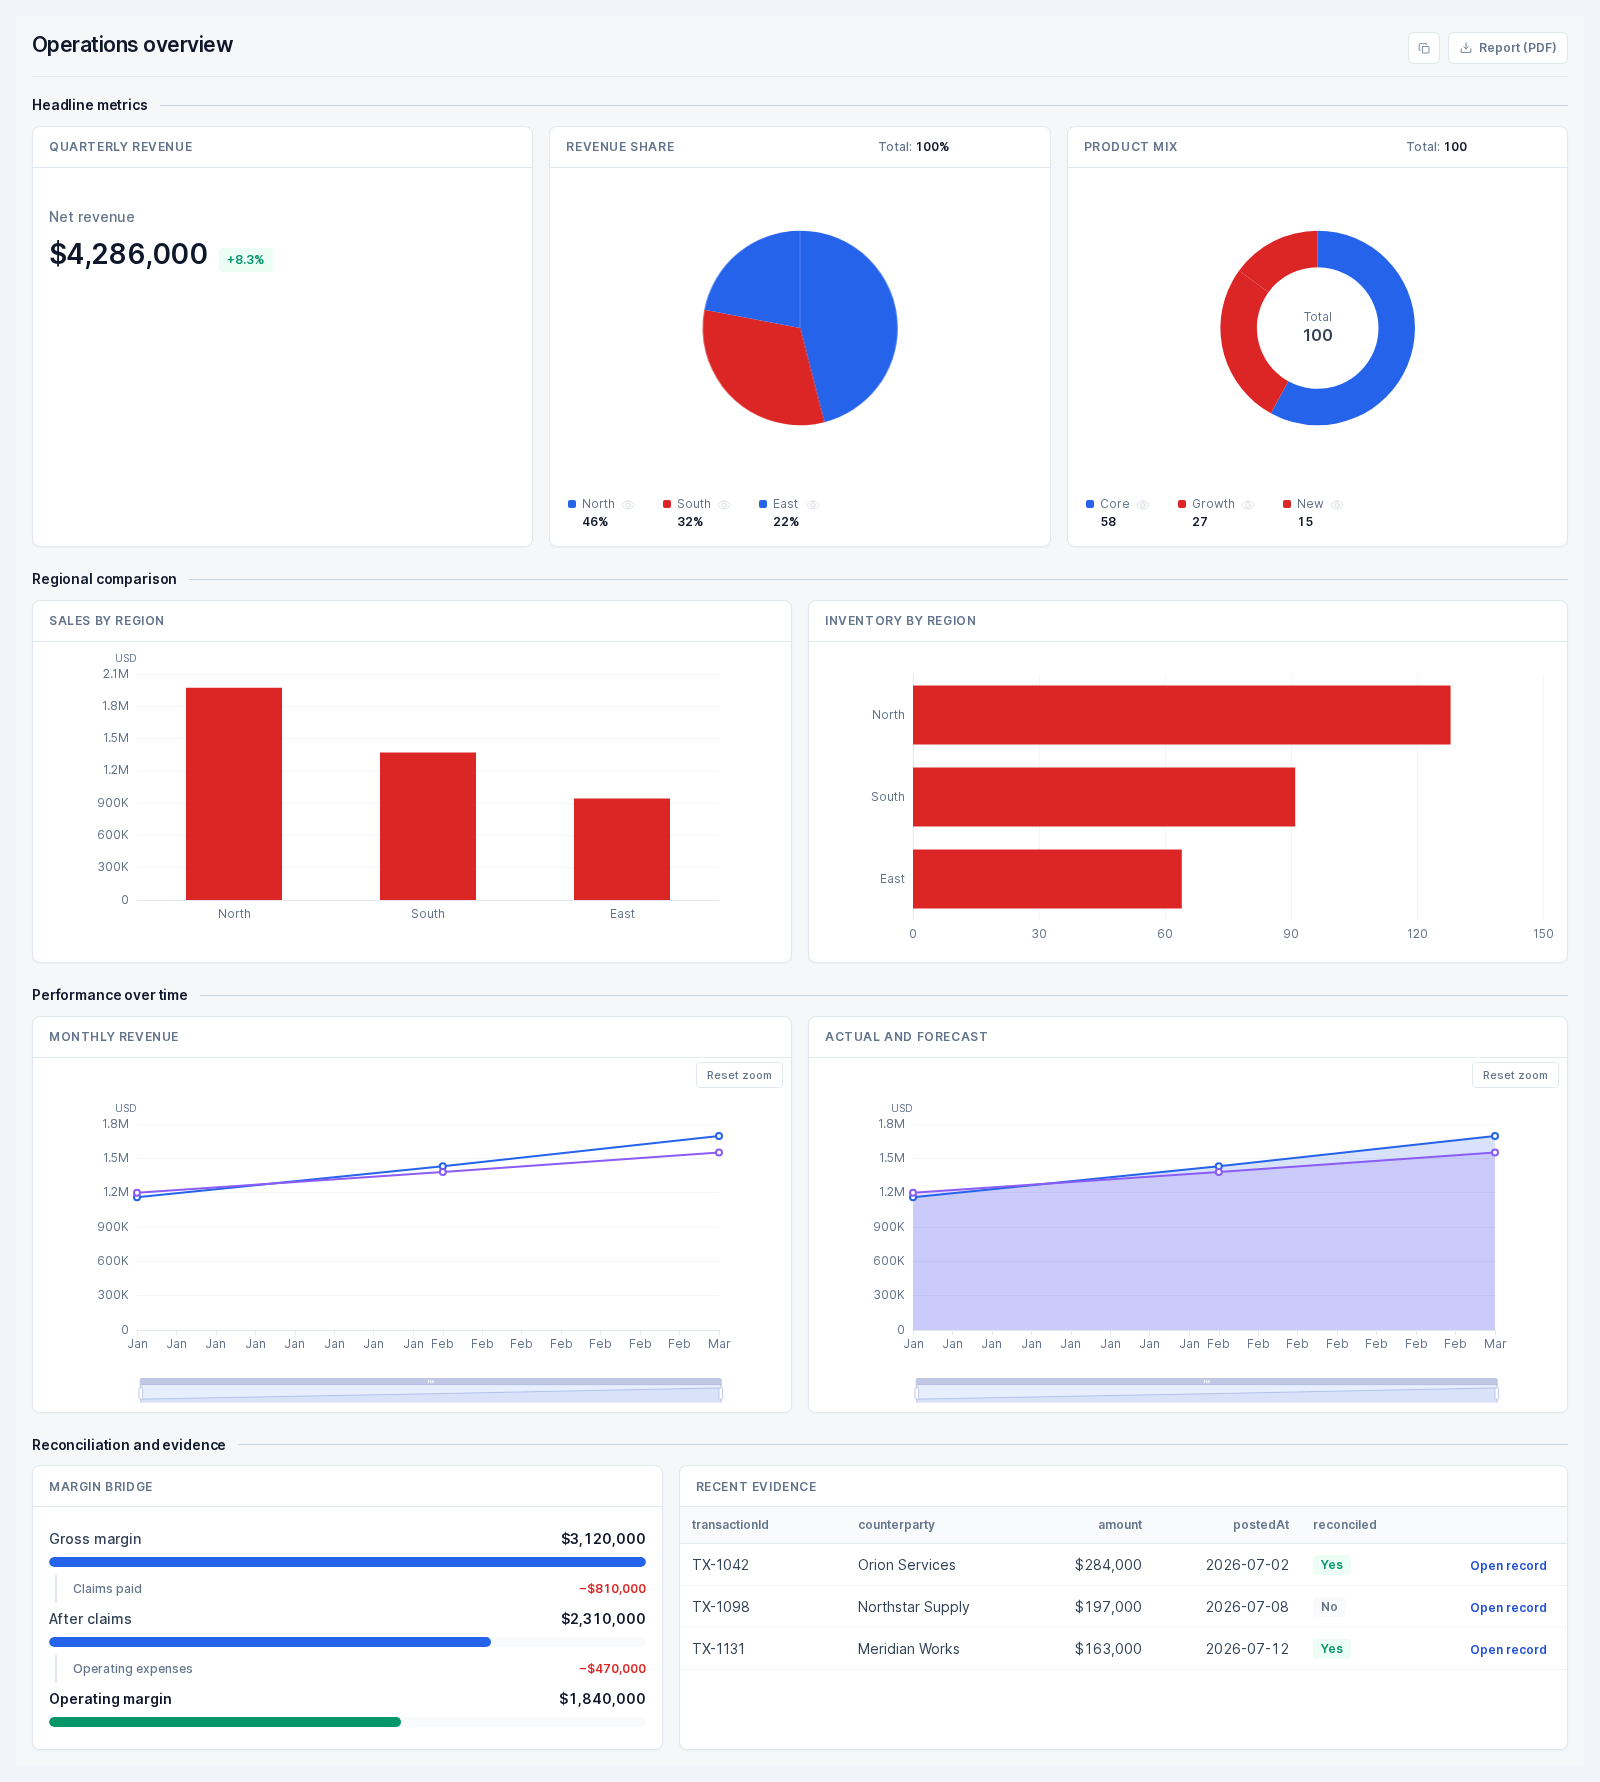 Operations overview
Report (PDF)
Headline metrics
QUARTERLY REVENUE
Net revenue
$4,286,000 +8.3%
REVENUE SHARE Total: 100%
North South East
46% 32% 22%
PRODUCT MIX Total: 100
Total
100
Core Growth New
58 27 15
Regional comparison
SALES BY REGION
USD
2.1M
1.8M
1.5M
1.2M
900K
600K
300K
0
North South East
INVENTORY BY REGION
North
South
East
0 30 60 90 120 150
Performance over time
MONTHLY REVENUE
Reset zoom
USD
1.8M
1.5M
1.2M
900K
600K
300K
0
Jan Jan Jan Jan Jan Jan Jan Jan Feb Feb Feb Feb Feb Feb Feb Mar
ACTUAL AND FORECAST
Reset zoom
USD
1.8M
1.5M
1.2M
900K
600K
300K
0
Jan Jan Jan Jan Jan Jan Jan Jan Feb Feb Feb Feb Feb Feb Feb Mar
Reconciliation and evidence
MARGIN BRIDGE
Gross margin $3,120,000
Claims paid −$810,000
After claims $2,310,000
Operating expenses −$470,000
Operating margin $1,840,000
RECENT EVIDENCE
transactionId counterparty amount postedAt reconciled
TX-1042 Orion Services $284,000 2026-07-02 Yes Open record
TX-1098 Northstar Supply $197,000 2026-07-08 No Open record
TX-1131 Meridian Works $163,000 2026-07-12 Yes Open record